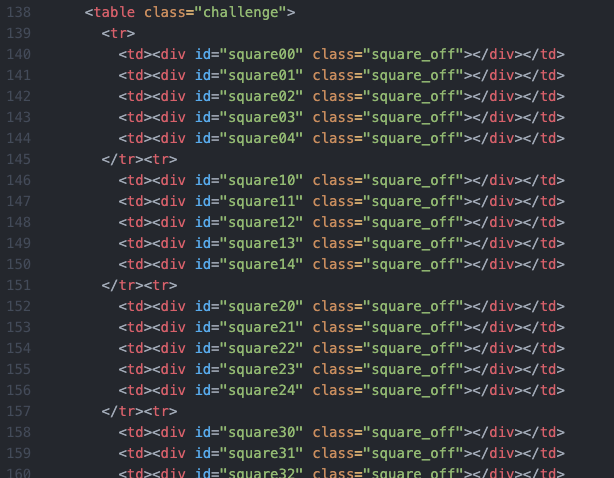 138 <table class="challenge">
139 <tr>
140 <td><div id="square00" class="square_off"></div></td>
141 <td><div id="square01" class="square_off"></div></td>
142 <td><div id="square02" class="square_off"></div></td>
143 <td><div id="square03" class="square_off"></div></td>
144 <td><div id="square04" class="square_off"></div></td>
145 </tr><tr>
146 <td><div id="square10" class="square_off"></div></td>
147 <td><div id="square11" class="square_off"></div></td>
148 <td><div id="square12" class="square_off"></div></td>
149 <td><div id="square13" class="square_off"></div></td>
150 <td><div id="square14" class="square_off"></div></td>
151 </tr><tr>
152 <td><div id="square20" class="square_off"></div></td>
153 <td><div id="square21" class="square_off"></div></td>
154 <td><div id="square22" class="square_off"></div></td>
155 <td><div id="square23" class="square_off"></div></td>
156 <td><div id="square24" class="square_off"></div></td>
157 </tr><tr>
158 <td><div id="square30" class="square_off"></div></td>
159 <td><div id="square31" class="square_off"></div></td>
160 <td><div id="square32" class="square_off"></div></td>